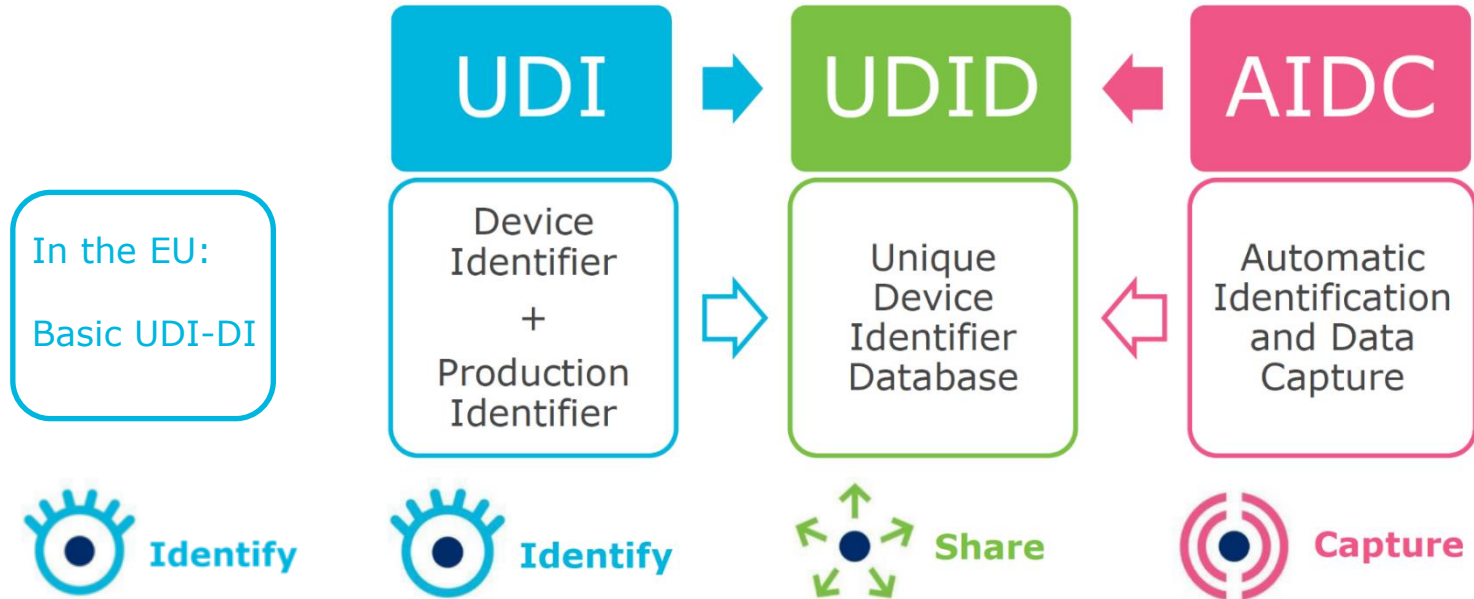 UDI
UDID
AIDC
In the EU:
Basic UDI-DI
Device
Identifier
+
Production
Identifier
Unique
Device
Identifier
Database
Automatic
Identification
and Data
Capture
Identify
Identify
Share
Capture